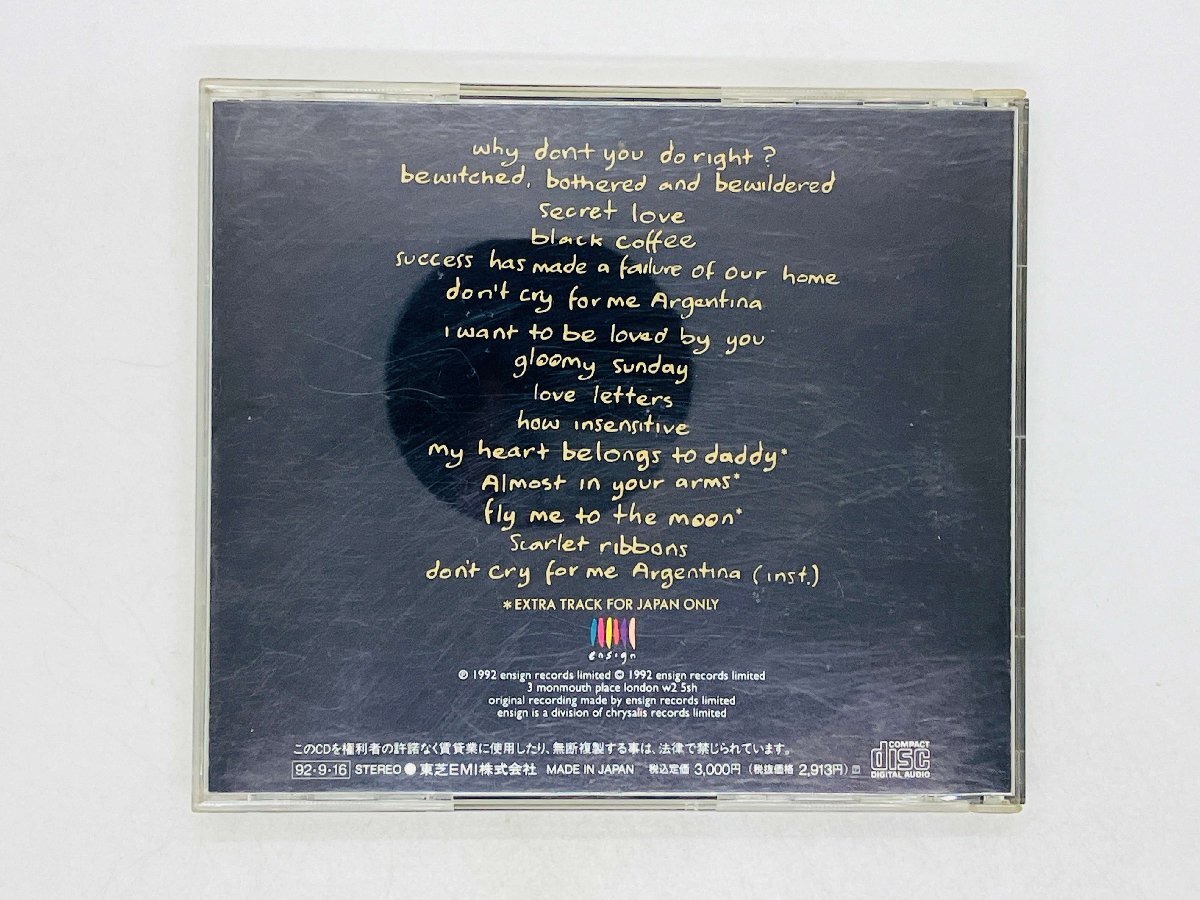 why dont you do right?
bewitched, bothered and bewildered
secret love
black coffee
success has made a failure of our home
don't cry for me Argentina
i want to be loved by you
gloomy sunday
love letters
how insensitive
my heart belongs to daddy*
Almost in your arms*
fly me to the moon*
Scarlet ribbons
don't cry for me Argentina (inst.)
*EXTRA TRACK FOR JAPAN ONLY
ensign
℗ 1992 ensign records limited © 1992 ensign records limited
3 monmouth place london w2 5sh
original recording made by ensign records limited
ensign is a division of chrysalis records limited
このCDを権利者の許諾なく賃貸業に使用したり、無断複製する事は、法律で禁じられています。
92・9・16 STEREO ● 東芝EMI株式会社 MADE IN JAPAN 税込定価 3,000円 (税抜価格 2,913円)
COMPACT
disc
DIGITAL AUDIO